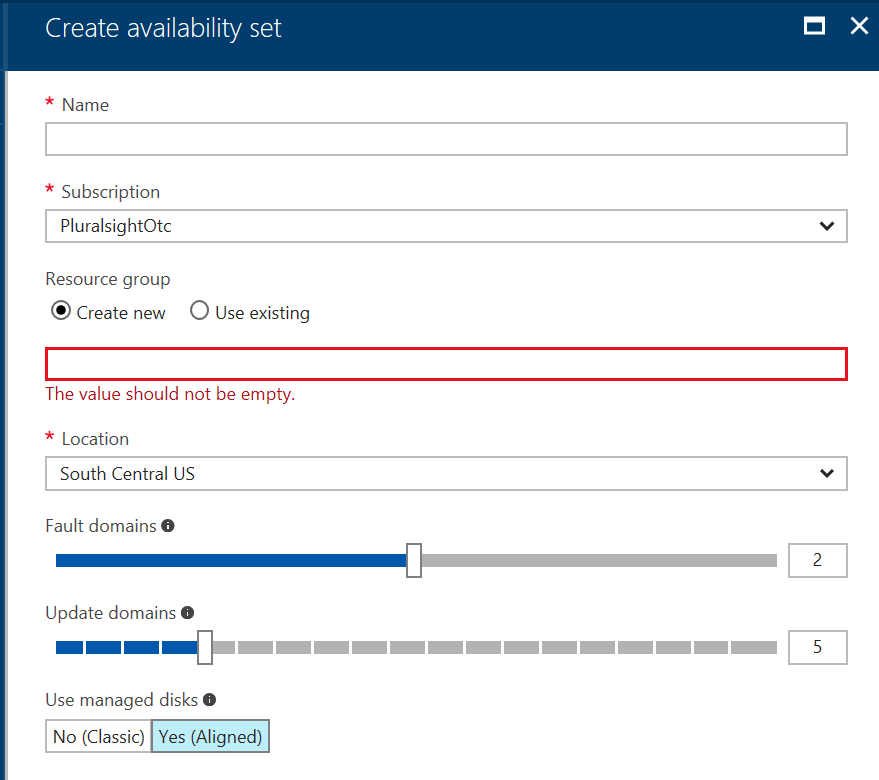 Create availability set
* Name
* Subscription
PluralsightOtc
Resource group
Create new Use existing
The value should not be empty.
* Location
South Central US
Fault domains
2
Update domains
5
Use managed disks
No (Classic) Yes (Aligned)